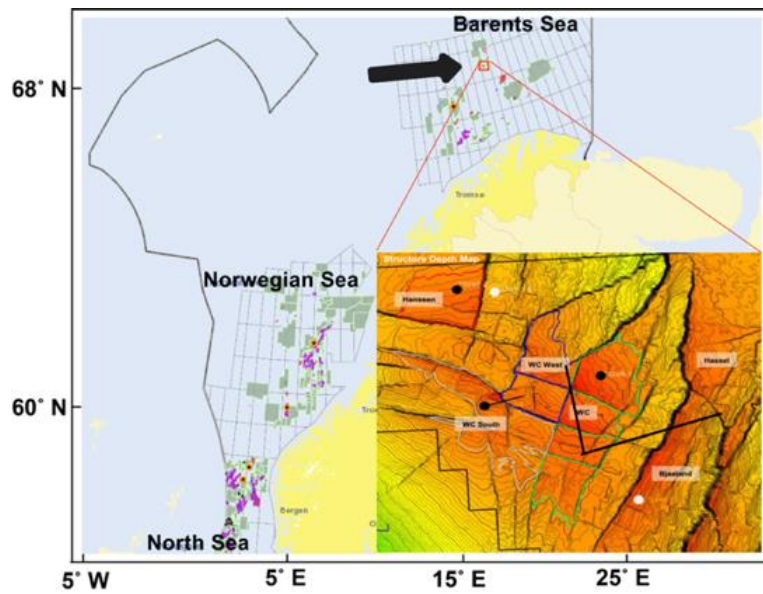 Barents Sea
68° N
Tromsø
Norwegian Sea
Structure Depth Map
Hanssen
WC West
Hassel
WC
WC South
Bjaaland
60° N
Bergen
North Sea
5° W
5° E
15° E
25° E